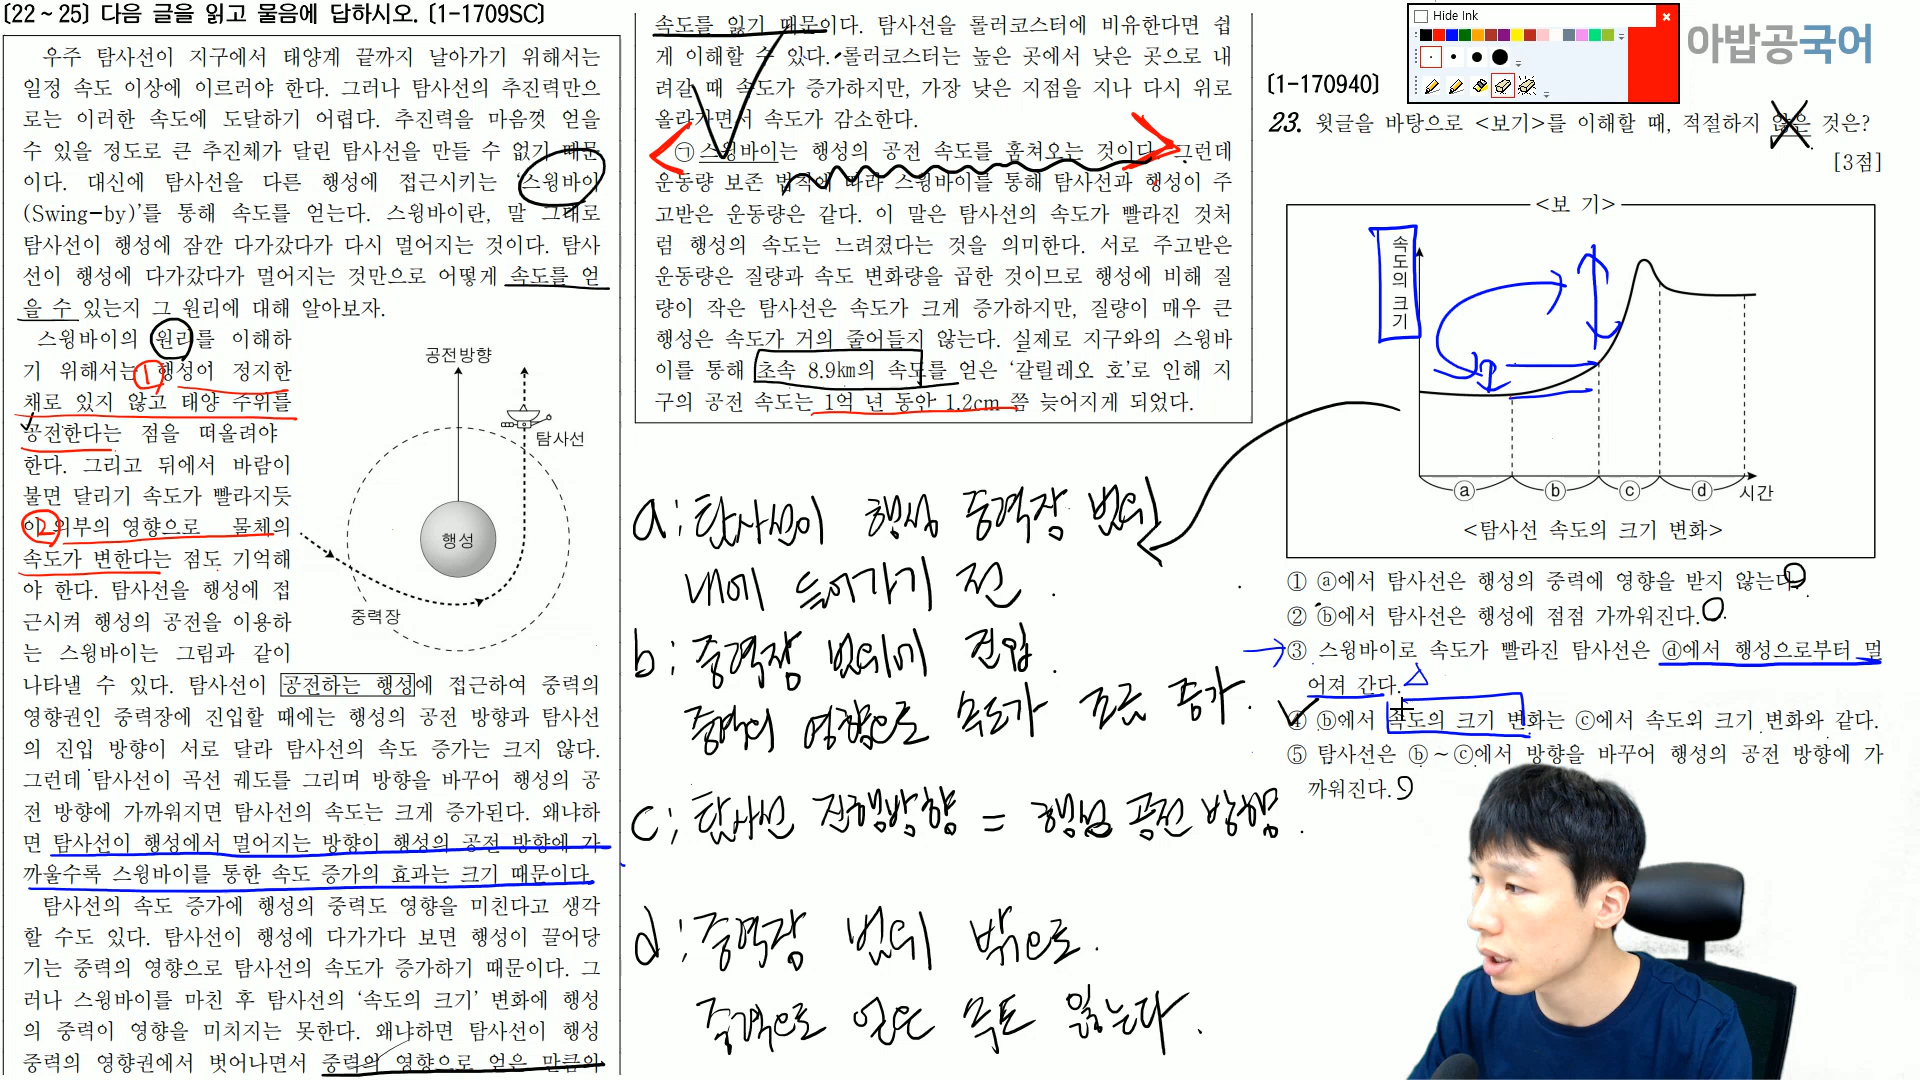 [22～25] 다음 글을 읽고 물음에 답하시오. [1-1709SC]
우주 탐사선이 지구에서 태양계 끝까지 날아가기 위해서는
일정 속도 이상에 이르러야 한다. 그러나 탐사선의 추진력만으
로는 이러한 속도에 도달하기 어렵다. 추진력을 마음껏 얻을
수 있을 정도로 큰 추진체가 달린 탐사선을 만들 수 없기 때문
이다. 대신에 탐사선을 다른 행성에 접근시키는 ‘스윙바이
(Swing-by)’를 통해 속도를 얻는다. 스윙바이란, 말 그대로
탐사선이 행성에 잠깐 다가갔다가 다시 멀어지는 것이다. 탐사
선이 행성에 다가갔다가 멀어지는 것만으로 어떻게 속도를 얻
을 수 있는지 그 원리에 대해 알아보자.
스윙바이의 원리를 이해하
기 위해서는 행성이 정지한
채로 있지 않고 태양 주위를
공전한다는 점을 떠올려야
한다. 그리고 뒤에서 바람이
불면 달리기 속도가 빨라지듯
이 외부의 영향으로 물체의
속도가 변한다는 점도 기억해
야 한다. 탐사선을 행성에 접
근시켜 행성의 공전을 이용하
는 스윙바이는 그림과 같이
나타낼 수 있다. 탐사선이 공전하는 행성에 접근하여 중력의
영향권인 중력장에 진입할 때에는 행성의 공전 방향과 탐사선
의 진입 방향이 서로 달라 탐사선의 속도 증가는 크지 않다.
그런데 탐사선이 곡선 궤도를 그리며 방향을 바꾸어 행성의 공
전 방향에 가까워지면 탐사선의 속도는 크게 증가된다. 왜냐하
면 탐사선이 행성에서 멀어지는 방향이 행성의 공전 방향에 가
까울수록 스윙바이를 통한 속도 증가의 효과는 크기 때문이다.
탐사선의 속도 증가에 행성의 중력도 영향을 미친다고 생각
할 수도 있다. 탐사선이 행성에 다가가다 보면 행성이 끌어당
기는 중력의 영향으로 탐사선의 속도가 증가하기 때문이다. 그
러나 스윙바이를 마친 후 탐사선의 ‘속도의 크기’ 변화에 행성
의 중력이 영향을 미치지는 못한다. 왜냐하면 탐사선이 행성
중력의 영향권에서 벗어나면서 중력의 영향으로 얻은 만큼의
공전방향
탐사선
행성
중력장
1
2
속도를 잃기 때문이다. 탐사선을 롤러코스터에 비유한다면 쉽
게 이해할 수 있다. 롤러코스터는 높은 곳에서 낮은 곳으로 내
려갈 때 속도가 증가하지만, 가장 낮은 지점을 지나 다시 위로
올라가면서 속도가 감소한다.
㉠스윙바이는 행성의 공전 속도를 훔쳐오는 것이다. 그런데
운동량 보존 법칙에 따라 스윙바이를 통해 탐사선과 행성이 주
고받은 운동량은 같다. 이 말은 탐사선의 속도가 빨라진 것처
럼 행성의 속도는 느려졌다는 것을 의미한다. 서로 주고받은
운동량은 질량과 속도 변화량을 곱한 것이므로 행성에 비해 질
량이 작은 탐사선은 속도가 크게 증가하지만, 질량이 매우 큰
행성은 속도가 거의 줄어들지 않는다. 실제로 지구와의 스윙바
이를 통해 초속 8.9km의 속도를 얻은 ‘갈릴레오 호’로 인해 지
구의 공전 속도는 1억 년 동안 1.2cm 쯤 늦어지게 되었다.
a: 탐사선이 행성 중력장 범위
내에 들어가기 전.
b: 중력장 범위에 진입.
중력의 영향으로 속도가 조금 증가.
c: 탐사선 진행방향 = 행성 공전 방향.
d: 중력장 범위 밖으로.
중력으로 얻은 속도 잃는다.
Hide Ink
아밥공국어
[1-170940]
23. 윗글을 바탕으로 <보기>를 이해할 때, 적절하지 않은 것은?
[3점]
<보 기>
속도의 크기
ⓐ ⓑ ⓒ ⓓ 시간
<탐사선 속도의 크기 변화>
① ⓐ에서 탐사선은 행성의 중력에 영향을 받지 않는다.
② ⓑ에서 탐사선은 행성에 점점 가까워진다.
③ 스윙바이로 속도가 빨라진 탐사선은 ⓓ에서 행성으로부터 멀
어져 간다.
④ ⓑ에서 속도의 크기 변화는 ⓒ에서 속도의 크기 변화와 같다.
⑤ 탐사선은 ⓑ～ⓒ에서 방향을 바꾸어 행성의 공전 방향에 가
까워진다.